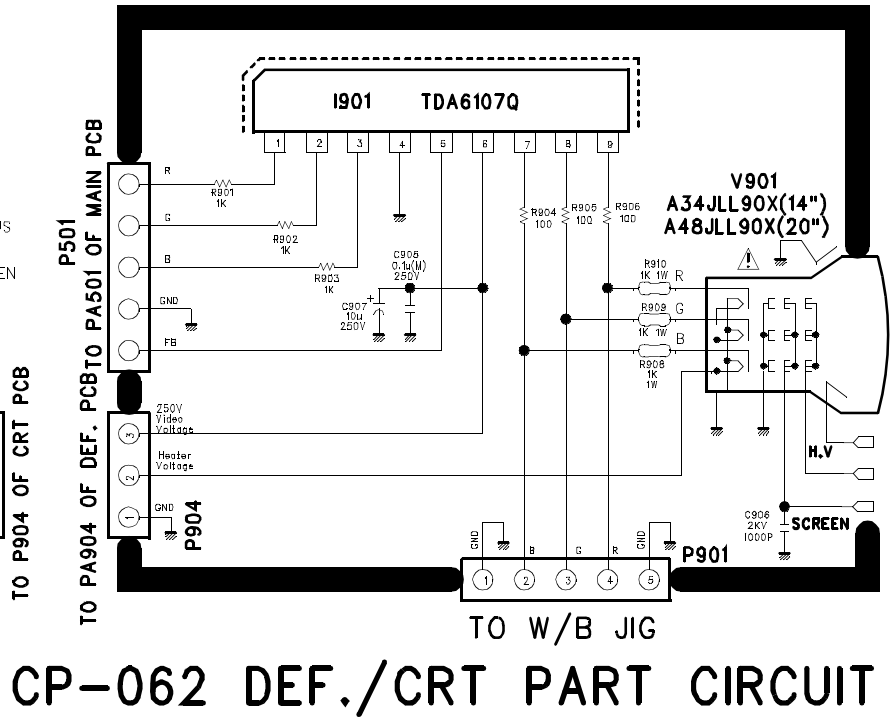 I901 TDA6107Q
1 2 3 4 5 6 7 8 9
P501
TO PA501 OF MAIN PCB
R
G
B
GND
FB
R901
1K
R902
1K
R903
1K
C905
0.1u(M)
250V
C907
10u
250V
+
R904
100
R905
100
R906
100
V901
A34JLL90X(14")
A48JLL90X(20")
R910
1K 1W
R
R909
1K 1W
G
R908
1K
1W
B
US
EN
TO P904 OF CRT PCB
TO PA904 OF DEF. PCB
P904
250V
Video
Voltage
3
Heater
Voltage
2
GND
1
H.V
C906
2KV
1000P
SCREEN
GND
B
G
R
GND
P901
1 2 3 4 5
TO W/B JIG
CP-062 DEF./CRT PART CIRCUIT